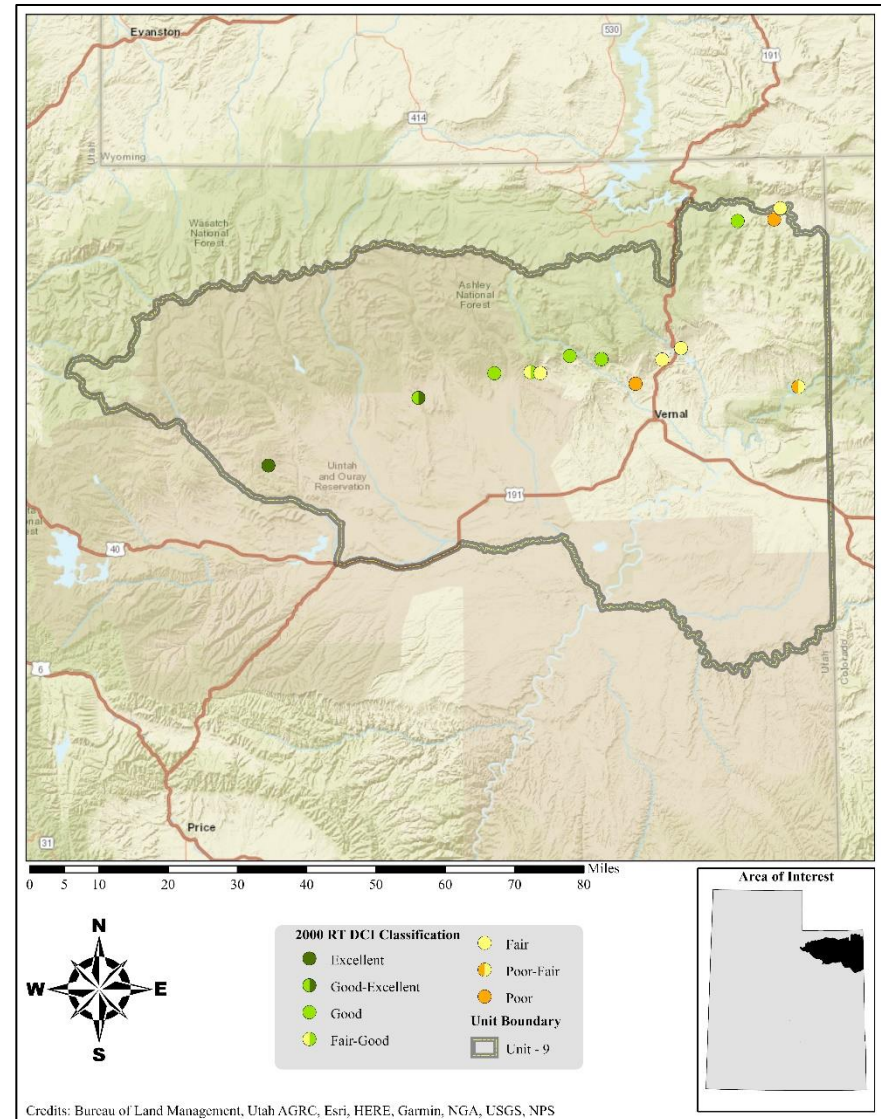 Evanston
530
191
414
Utah
Wyoming
Wasatch
National
Forest
Ashley
National
Forest
Vernal
Uintah
and Ouray
Reservation
191
National
40
Utah
Colorado
6
Price
31
Miles
0 5 10 20 30 40 50 60 70 80
Area of Interest
N
W E
S
2000 RT DCI Classification
Excellent
Good-Excellent
Good
Fair-Good
Fair
Poor-Fair
Poor
Unit Boundary
Unit - 9
Credits: Bureau of Land Management, Utah AGRC, Esri, HERE, Garmin, NGA, USGS, NPS